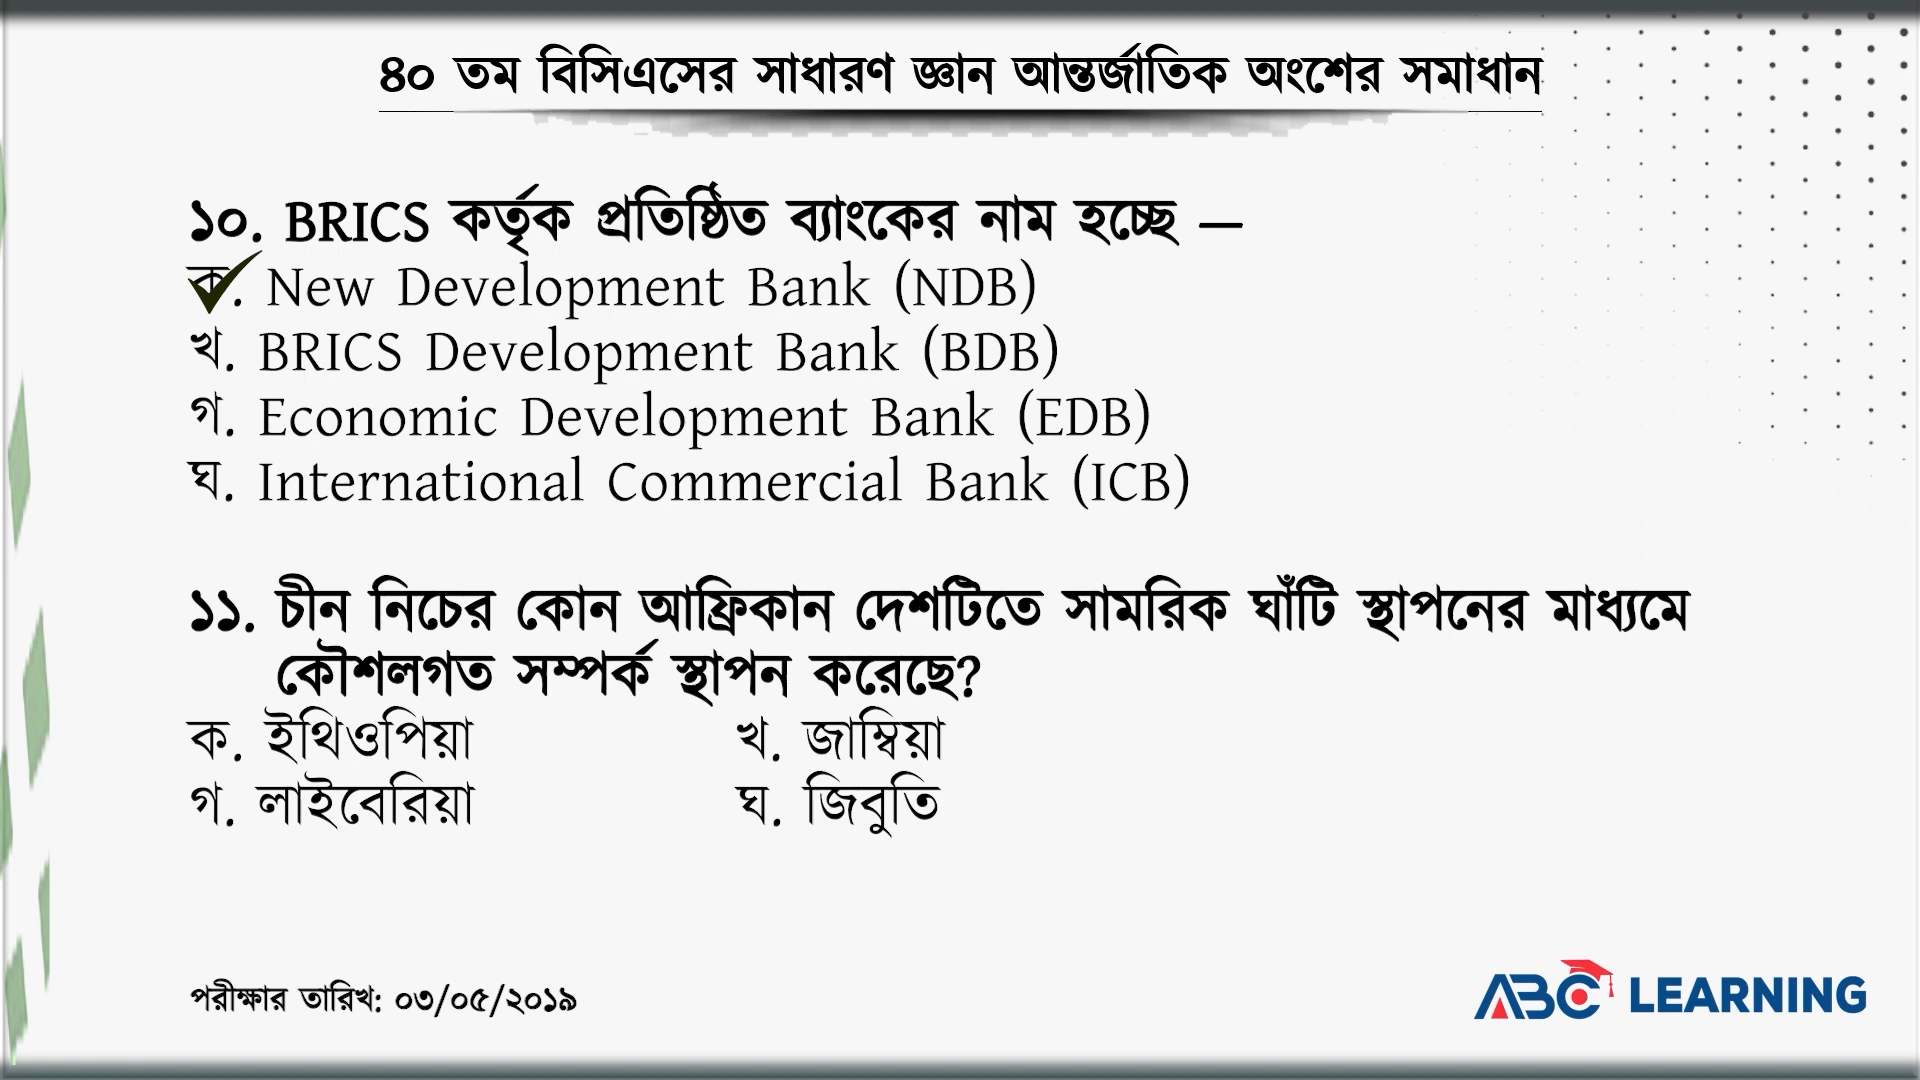 ৪০ তম বিসিএসের সাধারণ জ্ঞান আন্তর্জাতিক অংশের সমাধান
১০. BRICS কর্তৃক প্রতিষ্ঠিত ব্যাংকের নাম হচ্ছে —
ক. New Development Bank (NDB)
খ. BRICS Development Bank (BDB)
গ. Economic Development Bank (EDB)
ঘ. International Commercial Bank (ICB)
১১. চীন নিচের কোন আফ্রিকান দেশটিতে সামরিক ঘাঁটি স্থাপনের মাধ্যমে
কৌশলগত সম্পর্ক স্থাপন করেছে?
ক. ইথিওপিয়া খ. জাম্বিয়া
গ. লাইবেরিয়া ঘ. জিবুতি
পরীক্ষার তারিখ: ০৩/০৫/২০১৯
ABC LEARNING